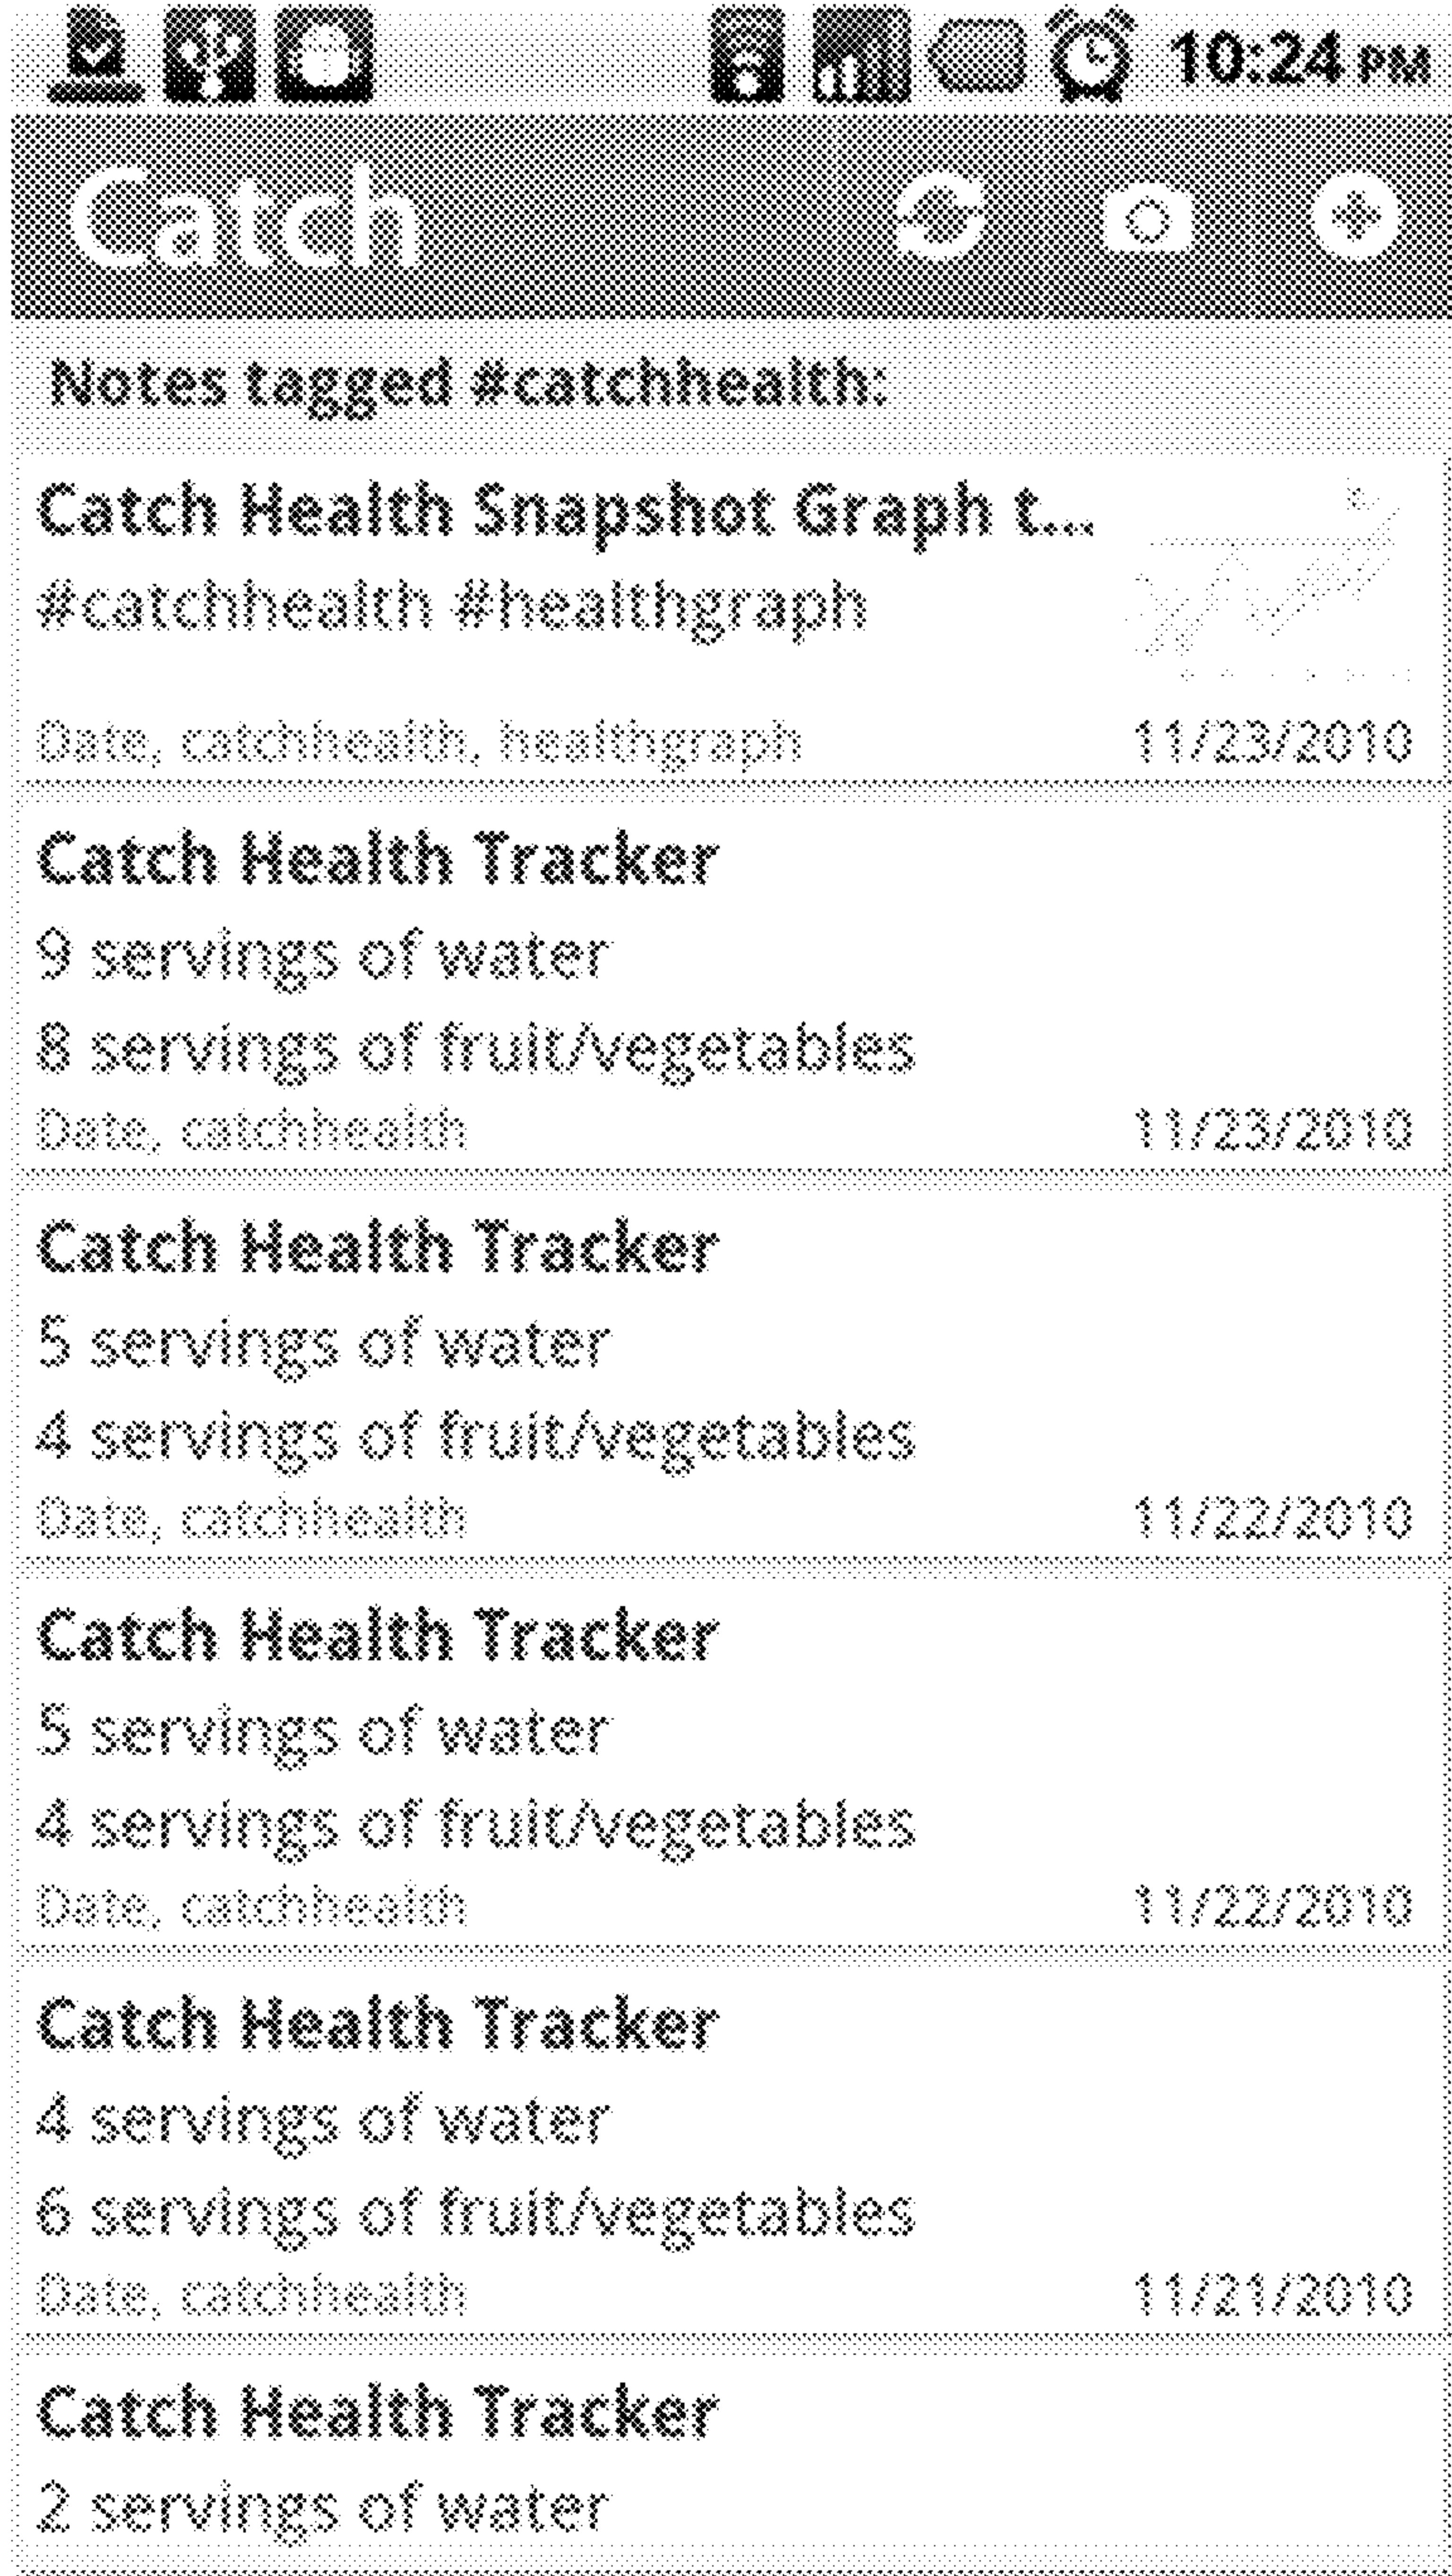 10:24 PM
Catch
Notes tagged #catchhealth:
Catch Health Snapshot Graph t...
#catchhealth #healthgraph
Date, catchhealth, healthgraph 11/23/2010
Catch Health Tracker
9 servings of water
8 servings of fruit/vegetables
Date, catchhealth 11/23/2010
Catch Health Tracker
5 servings of water
4 servings of fruit/vegetables
Date, catchhealth 11/22/2010
Catch Health Tracker
5 servings of water
4 servings of fruit/vegetables
Date, catchhealth 11/22/2010
Catch Health Tracker
4 servings of water
6 servings of fruit/vegetables
Date, catchhealth 11/21/2010
Catch Health Tracker
2 servings of water